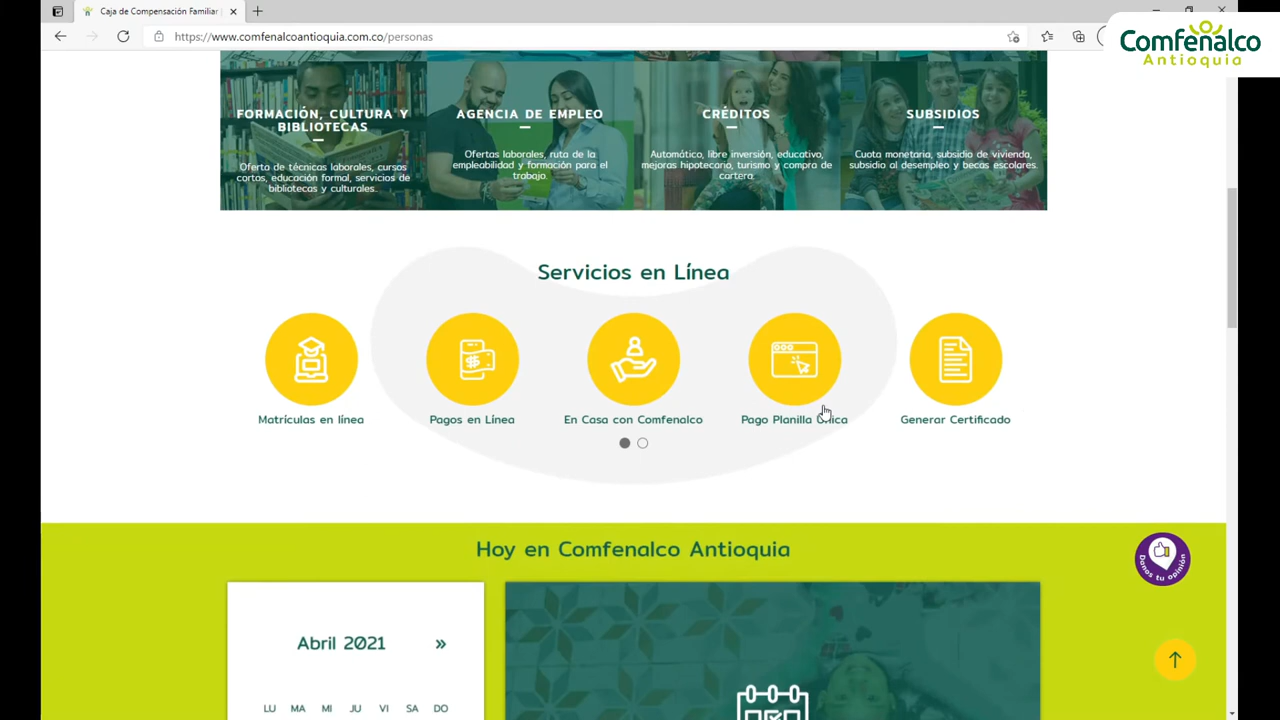 Caja de Compensación Familiar
https://www.comfenalcoantioquia.com.co/personas
Comfenalco
Antioquia
FORMACIÓN, CULTURA Y
BIBLIOTECAS
Oferta de técnicas laborales, cursos
cortos, educación formal, servicios de
bibliotecas y culturales.
AGENCIA DE EMPLEO
Ofertas laborales, ruta de la
empleabilidad y formación para el
trabajo.
CRÉDITOS
Automático, libre inversión, educativo,
mejoras hipotecario, turismo y compra de
cartera.
SUBSIDIOS
Cuota monetaria, subsidio de vivienda,
subsidio al desempleo y becas escolares.
Servicios en Línea
Matrículas en línea
Pagos en Línea
En Casa con Comfenalco
Pago Planilla Única
Generar Certificado
Hoy en Comfenalco Antioquia
Danos tu opinión
Abril 2021 »
LU MA MI JU VI SA DO